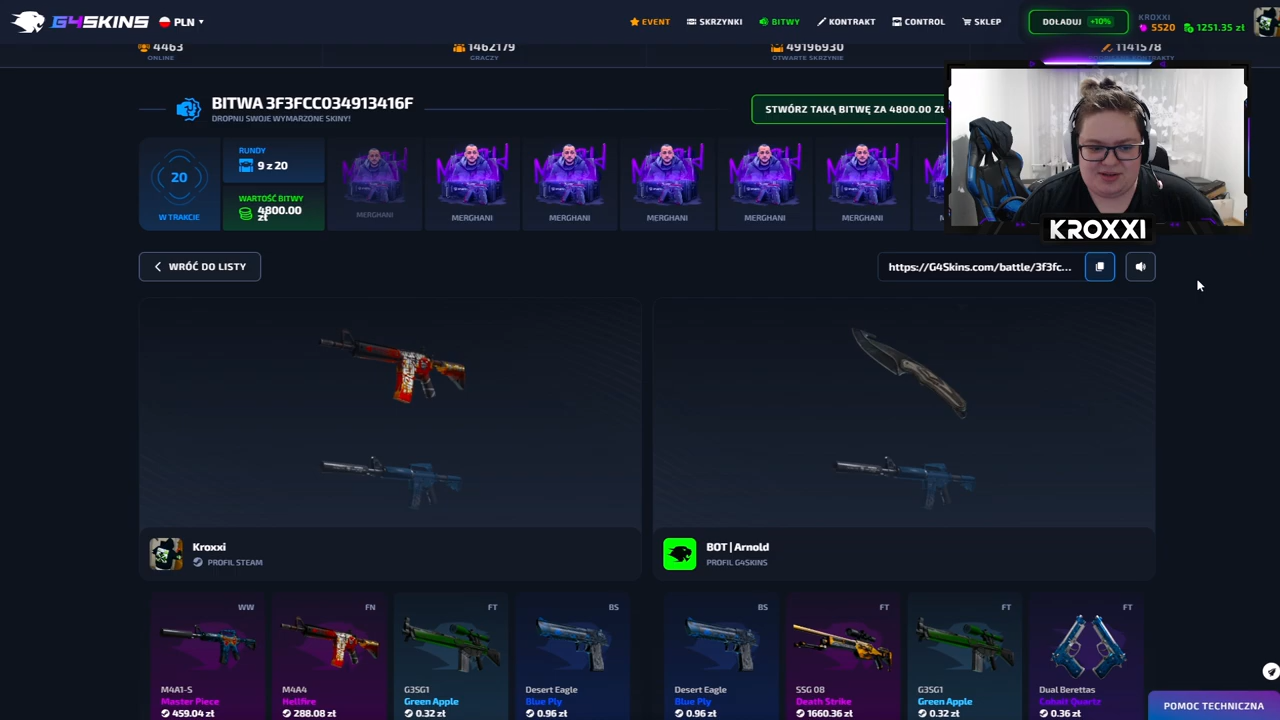 G4SKINS
PLN
EVENT
SKRZYNKI
BITWY
KONTRAKT
CONTROL
SKLEP
DOŁADUJ +10%
KROXXI
5520
1251.35 zł
4463
ONLINE
1462179
GRACZY
49196930
OTWARTE SKRZYNIE
1141578
BITWA 3F3FCC034913416F
DROPNIJ SWOJE WYMARZONE SKINY!
STWÓRZ TAKĄ BITWĘ ZA 4800.00 ZŁ
20
W TRAKCIE
RUNDY
9 z 20
WARTOŚĆ BITWY
4800.00
zł
MERGHANI
MERGHANI
MERGHANI
MERGHANI
MERGHANI
MERGHANI
KROXXI
WRÓĆ DO LISTY
https://G4Skins.com/battle/3f3fc...
Kroxxi
PROFIL STEAM
BOT | Arnold
PROFIL G4SKINS
WW
M4A1-S
Master Piece
459.04 zł
FN
M4A4
Hellfire
288.08 zł
FT
G3SG1
Green Apple
0.32 zł
BS
Desert Eagle
Blue Ply
0.96 zł
BS
Desert Eagle
Blue Ply
0.96 zł
FT
SSG 08
Death Strike
1660.36 zł
FT
G3SG1
Green Apple
0.32 zł
FT
Dual Berettas
Cobalt Quartz
0.36 zł
POMOC TECHNICZNA